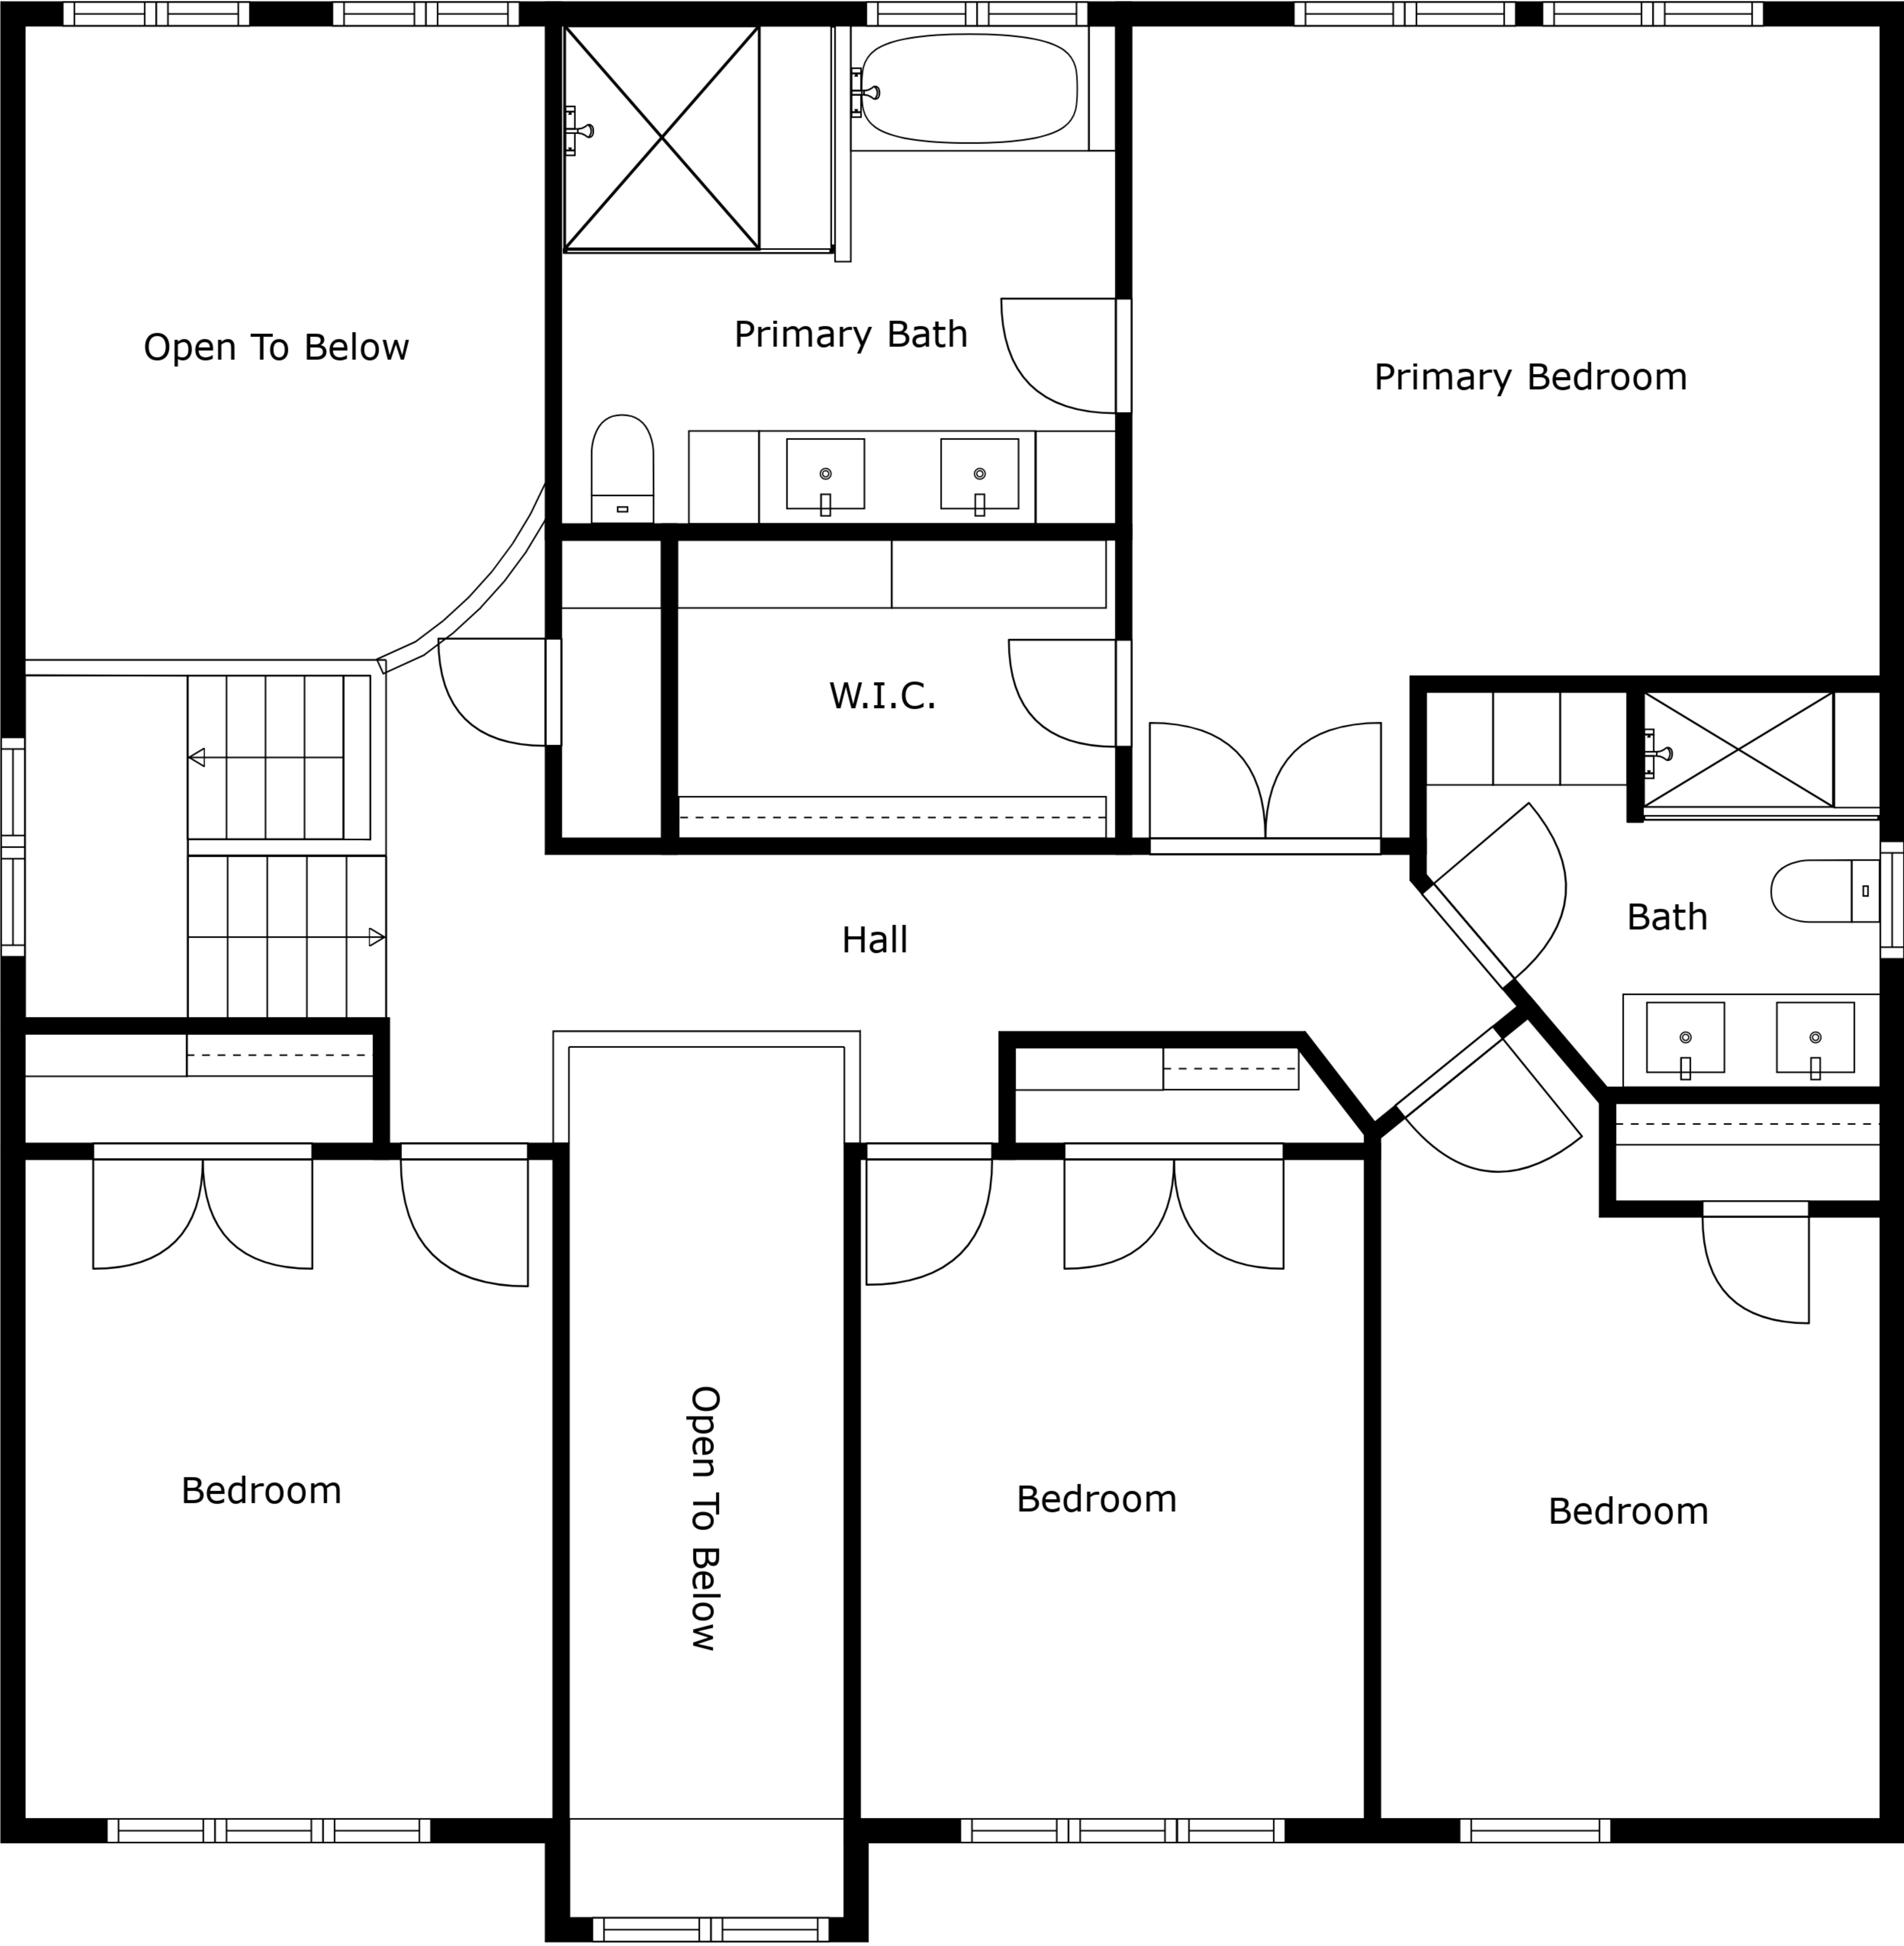 Open To Below
Primary Bath
Primary Bedroom
W.I.C.
Hall
Bath
Bedroom
Open To Below
Bedroom
Bedroom